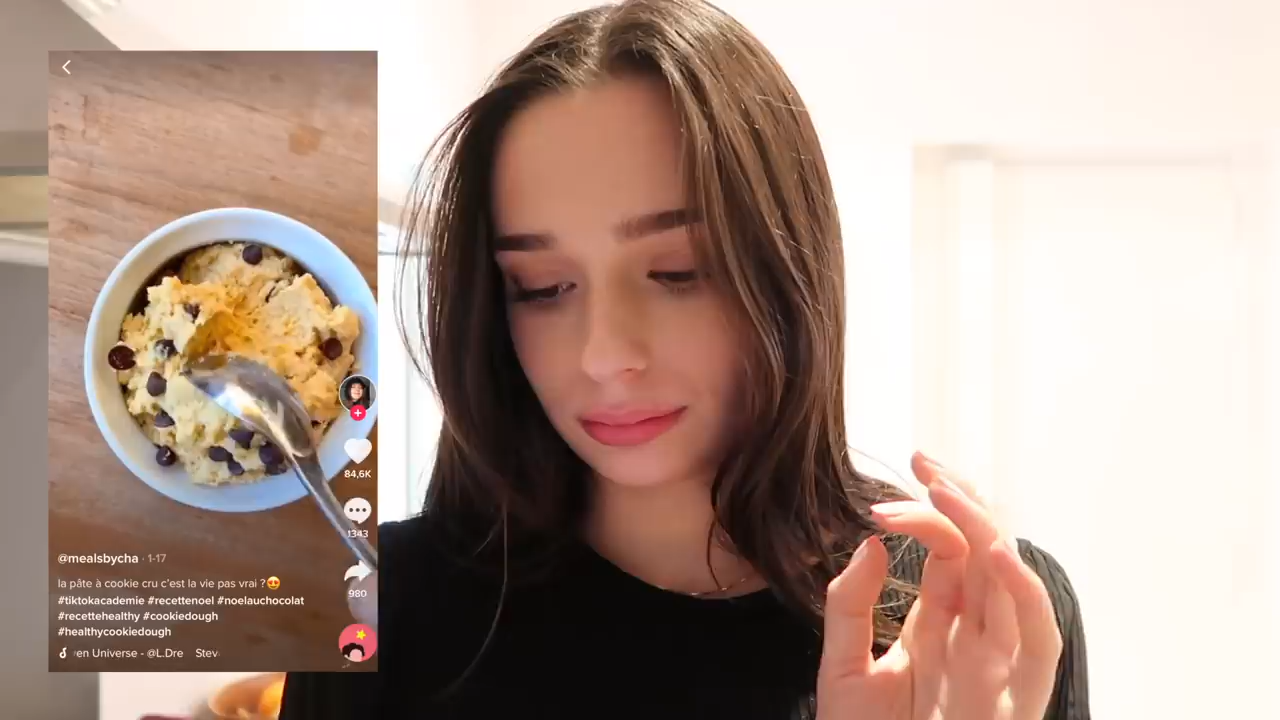 84,6K
1343
980
@mealsbycha · 1-17
la pâte à cookie cru c'est la vie pas vrai ?😍
#tiktokacademie #recettenoel #noelauchocolat
#recettehealthy #cookiedough
#healthycookiedough
en Universe - @L.Dre Stev